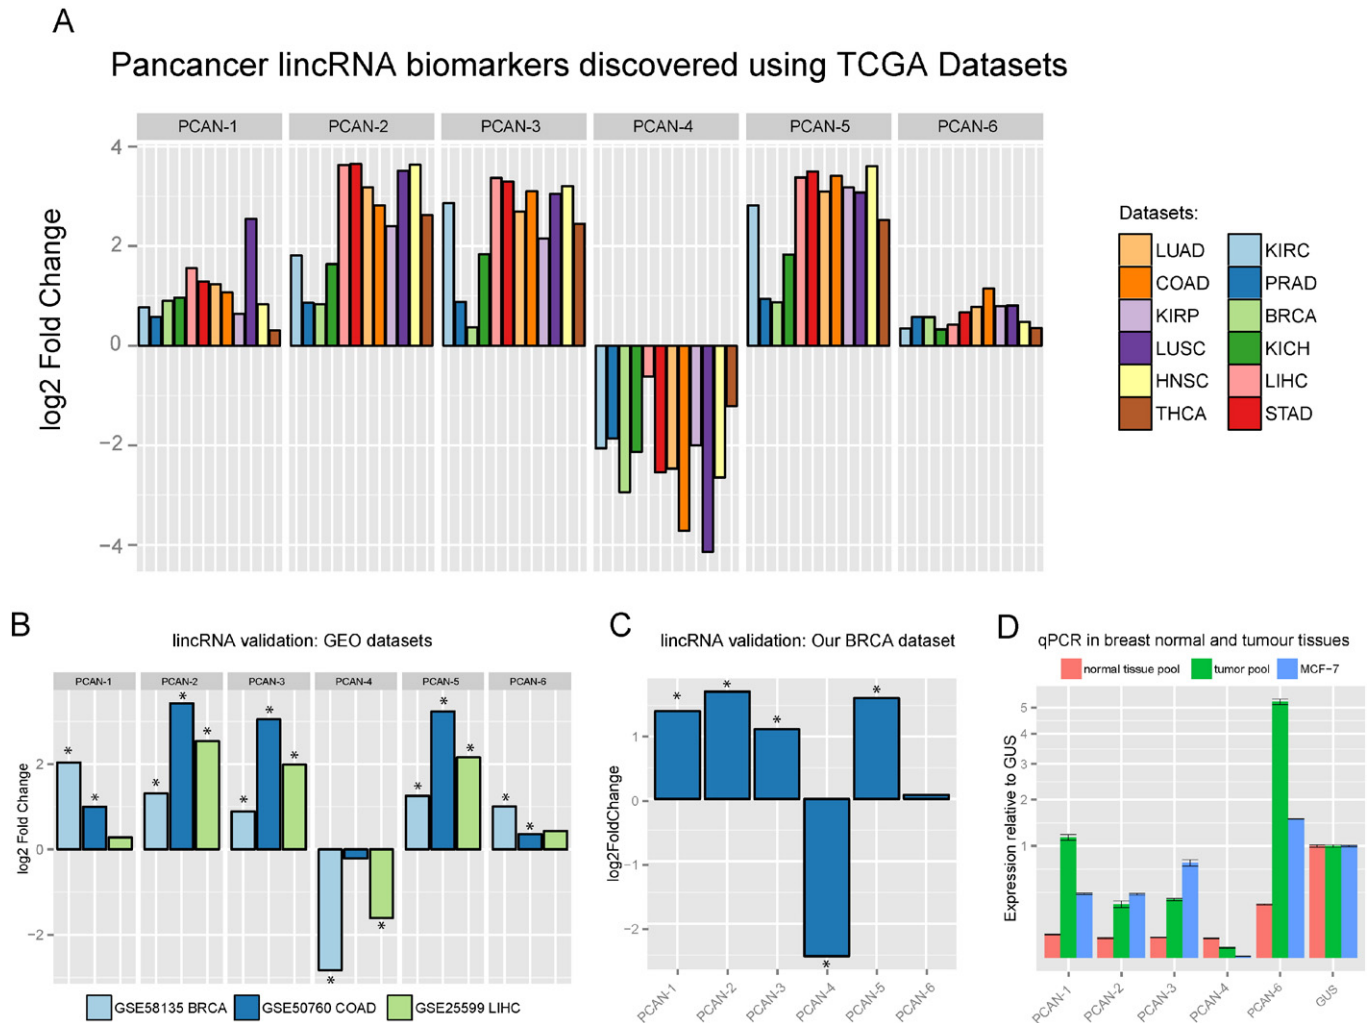 A
Pancancer lincRNA biomarkers discovered using TCGA Datasets
PCAN-1 PCAN-2 PCAN-3 PCAN-4 PCAN-5 PCAN-6
log2 Fold Change
4
2
0
−2
−4
Datasets:
LUAD KIRC
COAD PRAD
KIRP BRCA
LUSC KICH
HNSC LIHC
THCA STAD
B
lincRNA validation: GEO datasets
PCAN-1 PCAN-2 PCAN-3 PCAN-4 PCAN-5 PCAN-6
log2 Fold Change
2
0
−2
* * * * * * * * * * * * * *
GSE58135 BRCA GSE50760 COAD GSE25599 LIHC
C
lincRNA validation: Our BRCA dataset
log2FoldChange
1
0
−1
−2
* * * * *
PCAN-1 PCAN-2 PCAN-3 PCAN-4 PCAN-5 PCAN-6
D
qPCR in breast normal and tumour tissues
normal tissue pool tumor pool MCF-7
Expression relative to GUS
5
4
3
2
1
PCAN-1 PCAN-2 PCAN-3 PCAN-4 PCAN-6 GUS